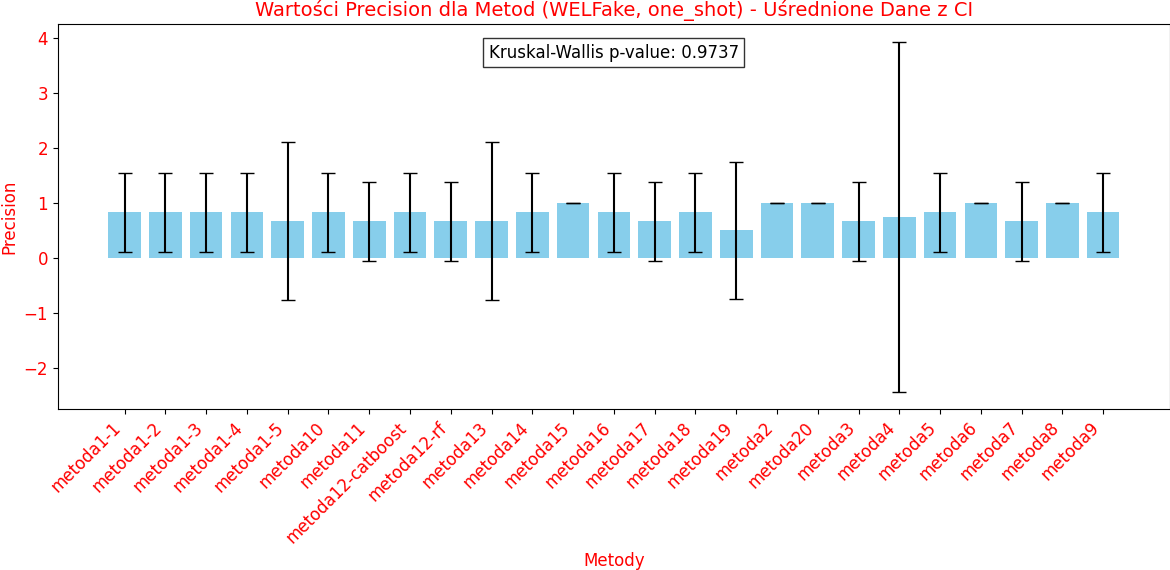 Wartości Precision dla Metod (WELFake, one_shot) - Uśrednione Dane z CI
Kruskal-Wallis p-value: 0.9737
Precision
4
3
2
1
0
−1
−2
metoda1-1
metoda1-2
metoda1-3
metoda1-4
metoda1-5
metoda10
metoda11
metoda12-catboost
metoda12-rf
metoda13
metoda14
metoda15
metoda16
metoda17
metoda18
metoda19
metoda2
metoda20
metoda3
metoda4
metoda5
metoda6
metoda7
metoda8
metoda9
Metody